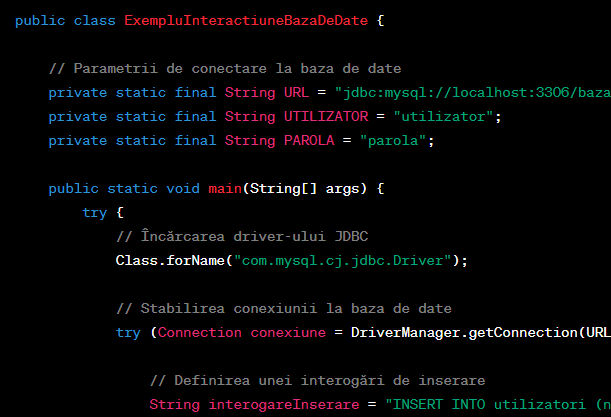 public class ExempluInteractiuneBazaDeDate {
// Parametrii de conectare la baza de date
private static final String URL = "jdbc:mysql://localhost:3306/baza
private static final String UTILIZATOR = "utilizator";
private static final String PAROLA = "parola";
public static void main(String[] args) {
try {
// Încărcarea driver-ului JDBC
Class.forName("com.mysql.cj.jdbc.Driver");
// Stabilirea conexiunii la baza de date
try (Connection conexiune = DriverManager.getConnection(URL
// Definirea unei interogări de inserare
String interogareInserare = "INSERT INTO utilizatori (n